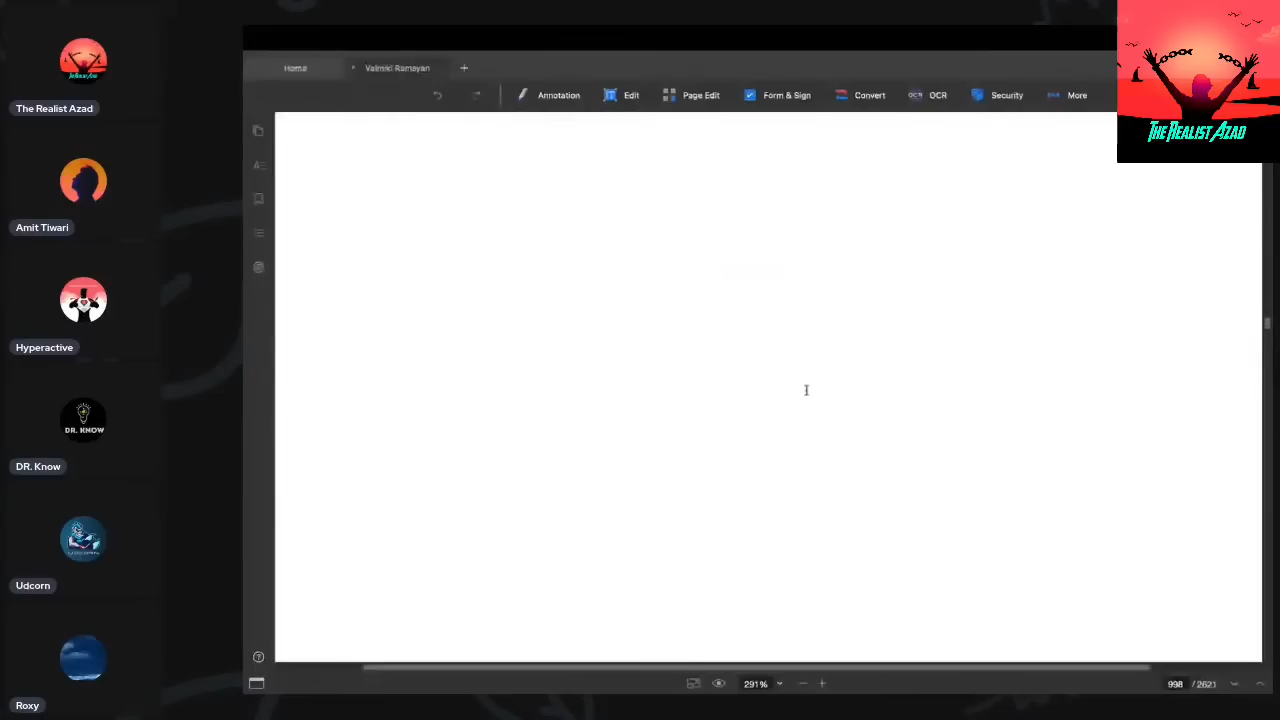 The Realist Azad
Amit Tiwari
Hyperactive
DR. KNOW
DR. Know
Udcorn
Roxy
Home
Valmiki Ramayan
Annotation
Edit
Page Edit
Form & Sign
Convert
OCR
OCR
Security
More
THE REALIST AZAD
291%
998 /2621